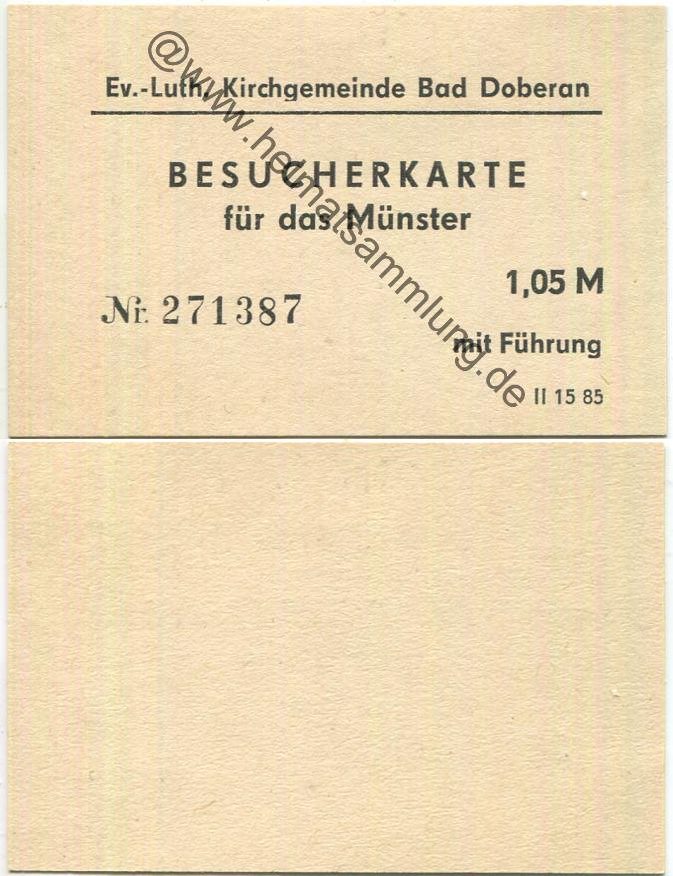 Ev.-Luth. Kirchgemeinde Bad Doberan
BESUCHERKARTE
für das Münster
1,05 M
Nr. 271387
mit Führung
II 15 85
@www.heimatsammlung.de